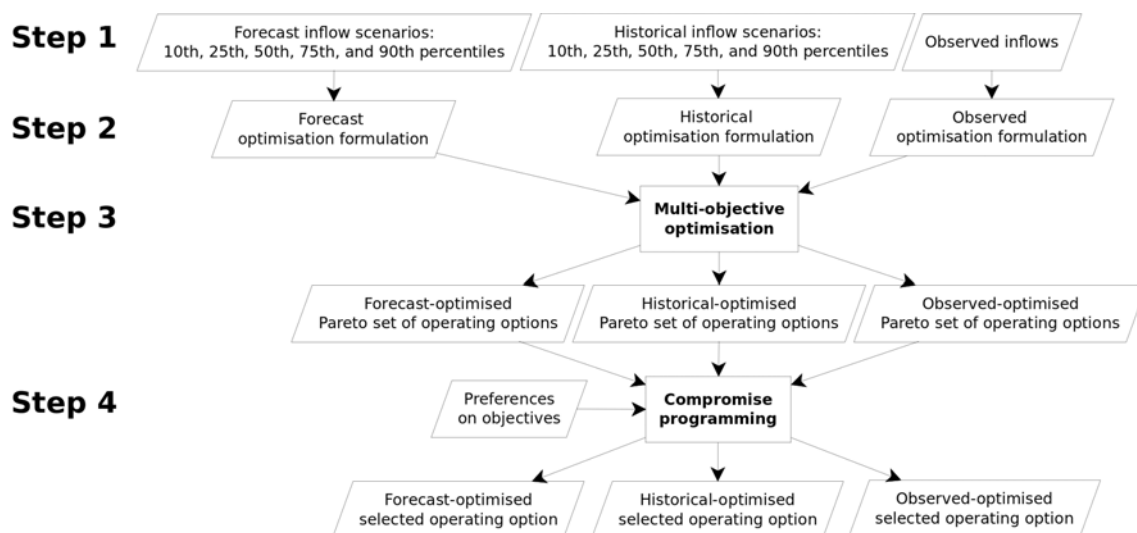 Step 1
Forecast inflow scenarios:
10th, 25th, 50th, 75th, and 90th percentiles
Historical inflow scenarios:
10th, 25th, 50th, 75th, and 90th percentiles
Observed inflows
Step 2
Forecast
optimisation formulation
Historical
optimisation formulation
Observed
optimisation formulation
Step 3
Multi-objective
optimisation
Forecast-optimised
Pareto set of operating options
Historical-optimised
Pareto set of operating options
Observed-optimised
Pareto set of operating options
Step 4
Preferences
on objectives
Compromise
programming
Forecast-optimised
selected operating option
Historical-optimised
selected operating option
Observed-optimised
selected operating option